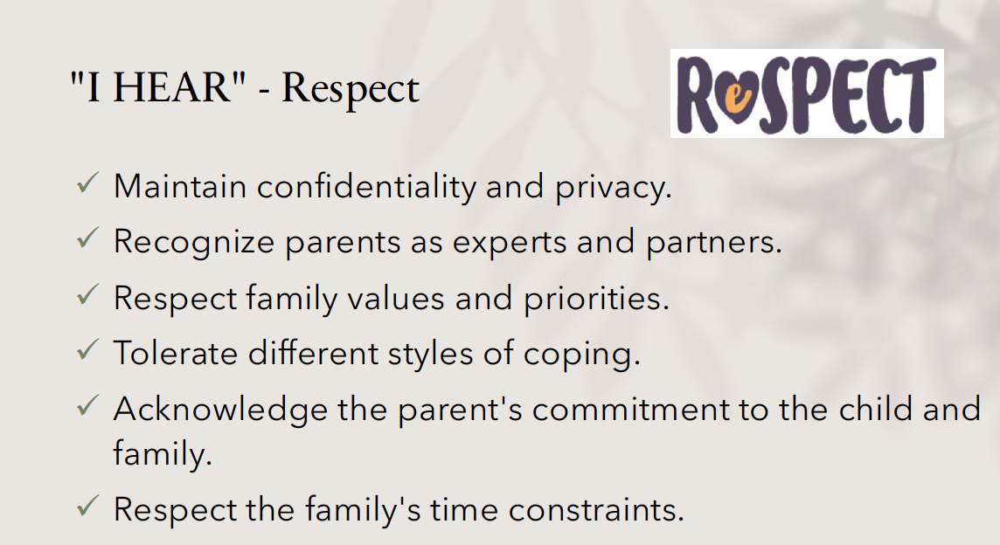 "I HEAR" - Respect
ReSPECT
✓ Maintain confidentiality and privacy.
✓ Recognize parents as experts and partners.
✓ Respect family values and priorities.
✓ Tolerate different styles of coping.
✓ Acknowledge the parent's commitment to the child and
family.
✓ Respect the family's time constraints.